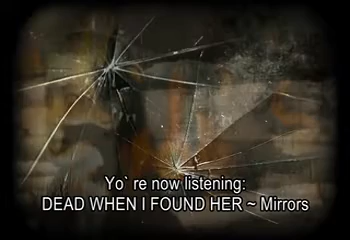 Yo` re now listening:
DEAD WHEN I FOUND HER ~ Mirrors